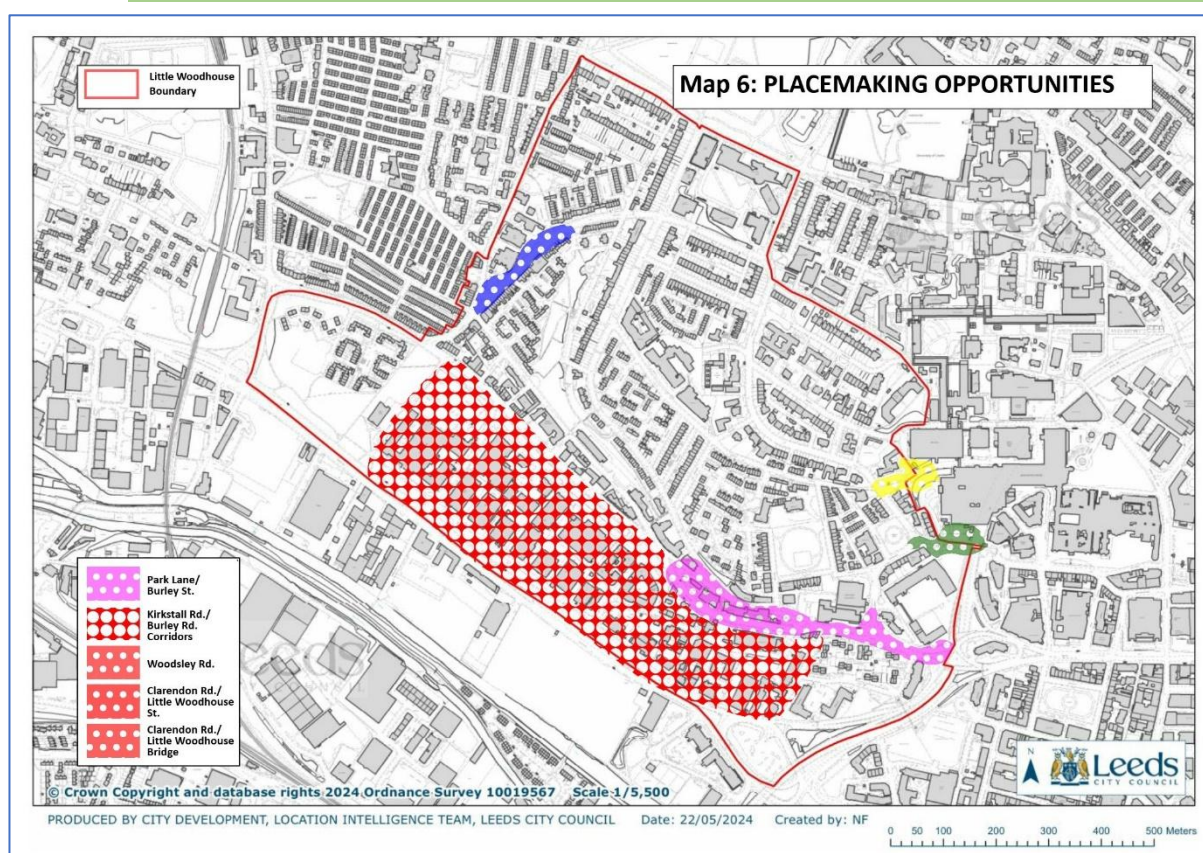 Little Woodhouse
Boundary
Map 6: PLACEMAKING OPPORTUNITIES
Park Lane/
Burley St.
Kirkstall Rd./
Burley Rd.
Corridors
Woodsley Rd.
Clarendon Rd./
Little Woodhouse
St.
Clarendon Rd./
Little Woodhouse
Bridge
N
Leeds
CITY COUNCIL
© Crown Copyright and database rights 2024 Ordnance Survey 10019567 Scale 1/5,500
PRODUCED BY CITY DEVELOPMENT, LOCATION INTELLIGENCE TEAM, LEEDS CITY COUNCIL Date: 22/05/2024 Created by: NF
0 50 100 200 300 400 500 Meters